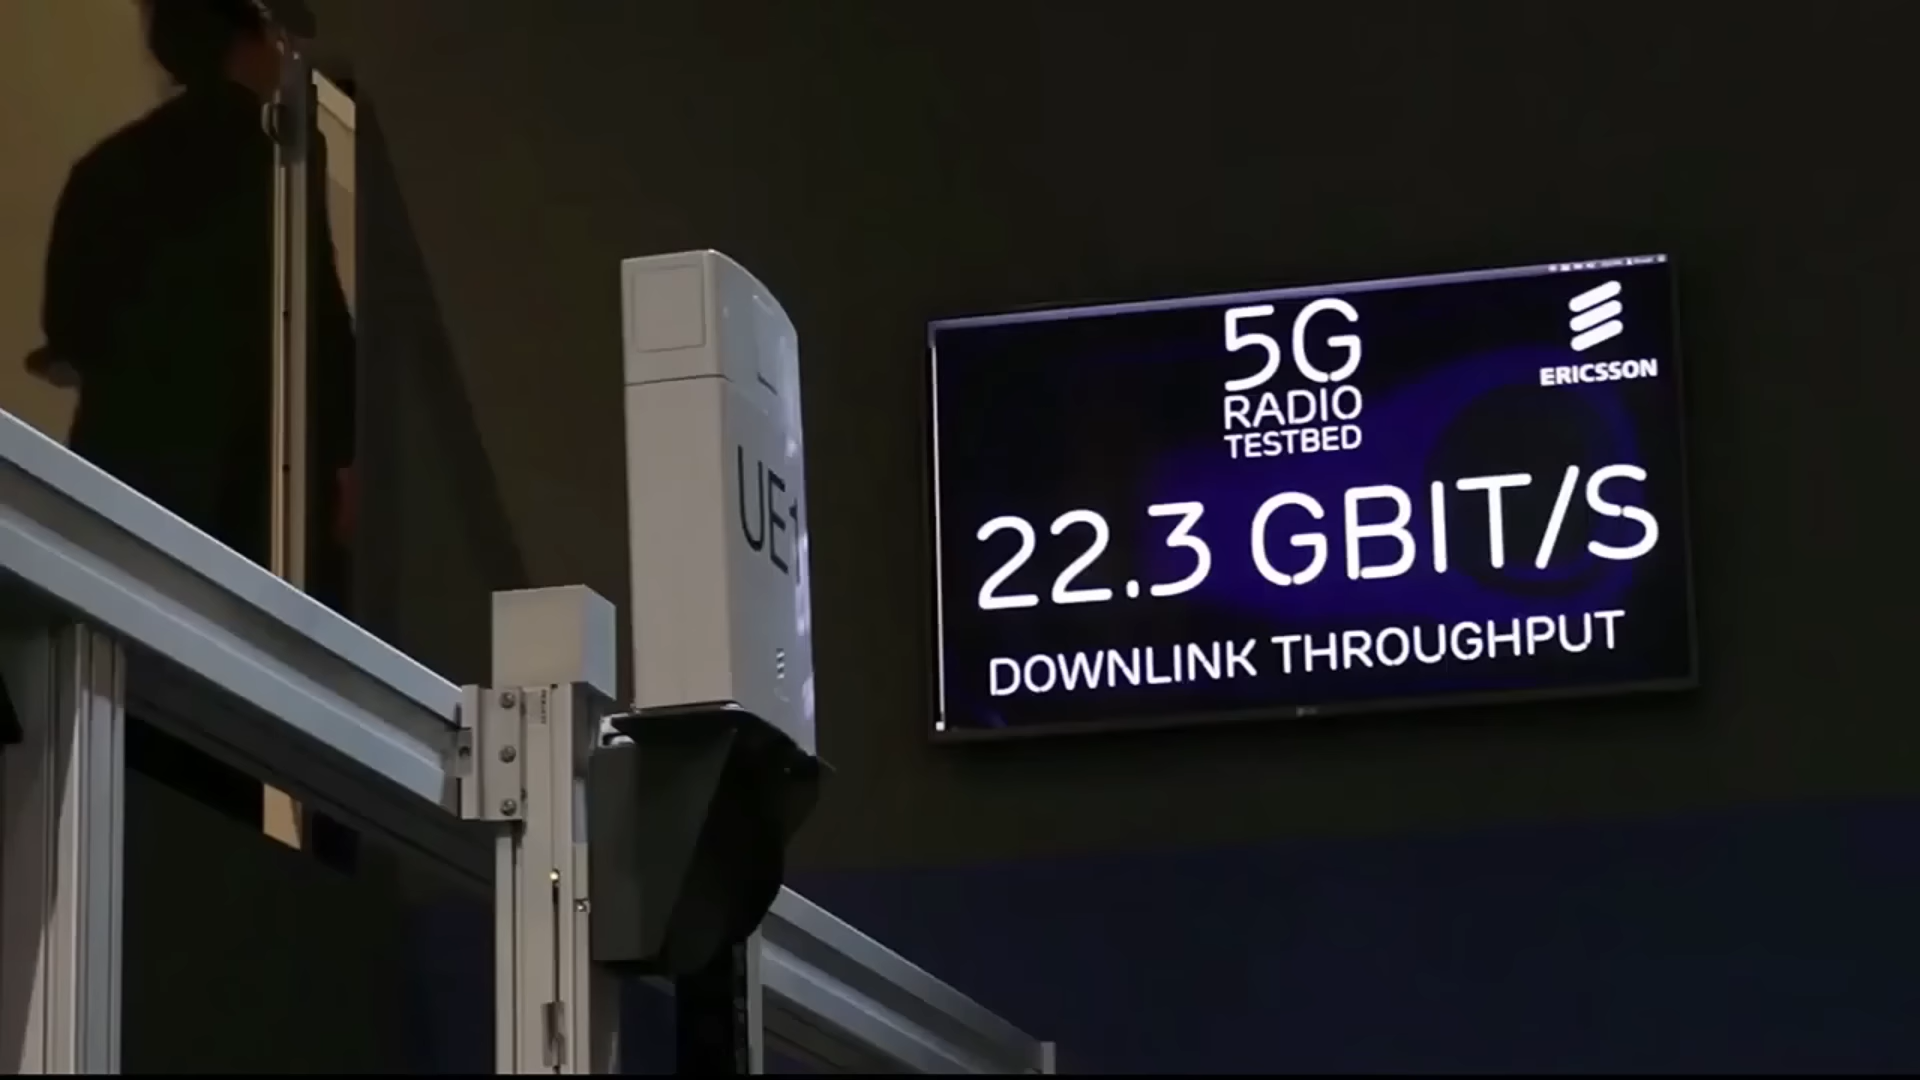 5G
RADIO
TESTBED
ERICSSON
22.3 GBIT/S
DOWNLINK THROUGHPUT
UE1